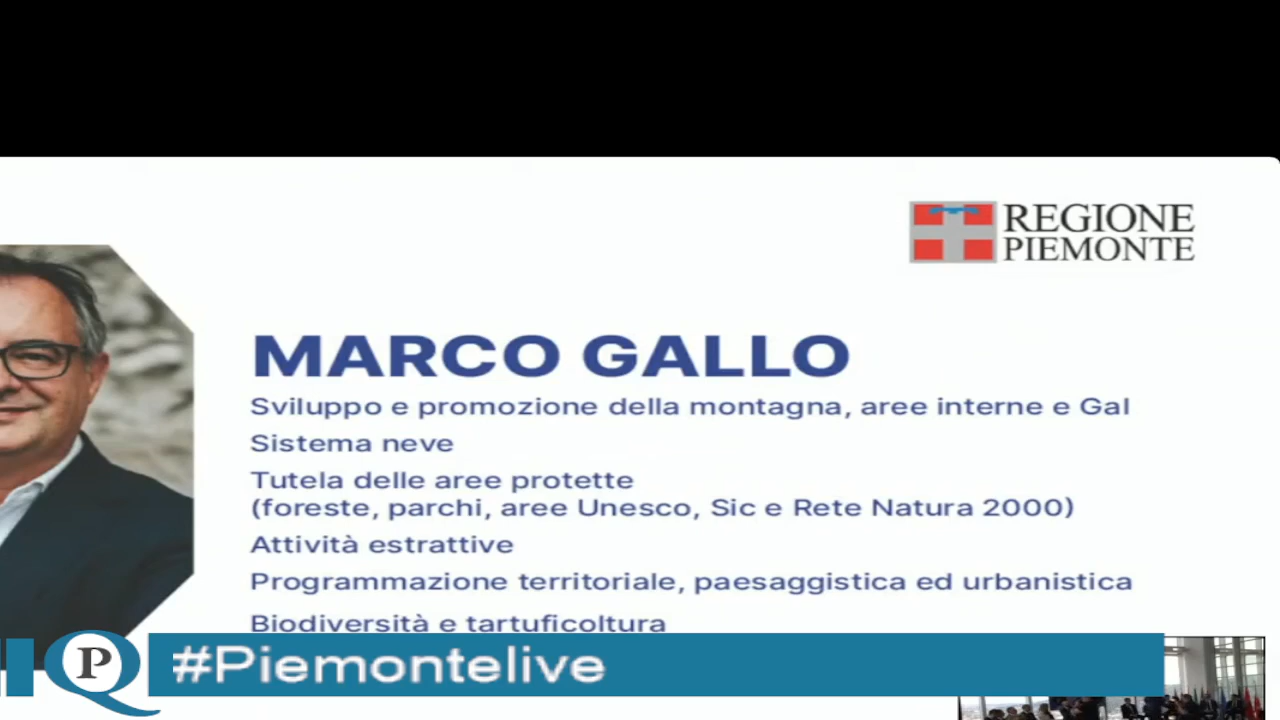 REGIONE
PIEMONTE
MARCO GALLO
Sviluppo e promozione della montagna, aree interne e Gal
Sistema neve
Tutela delle aree protette
(foreste, parchi, aree Unesco, Sic e Rete Natura 2000)
Attività estrattive
Programmazione territoriale, paesaggistica ed urbanistica
Biodiversità e tartuficoltura
P
#Piemontelive